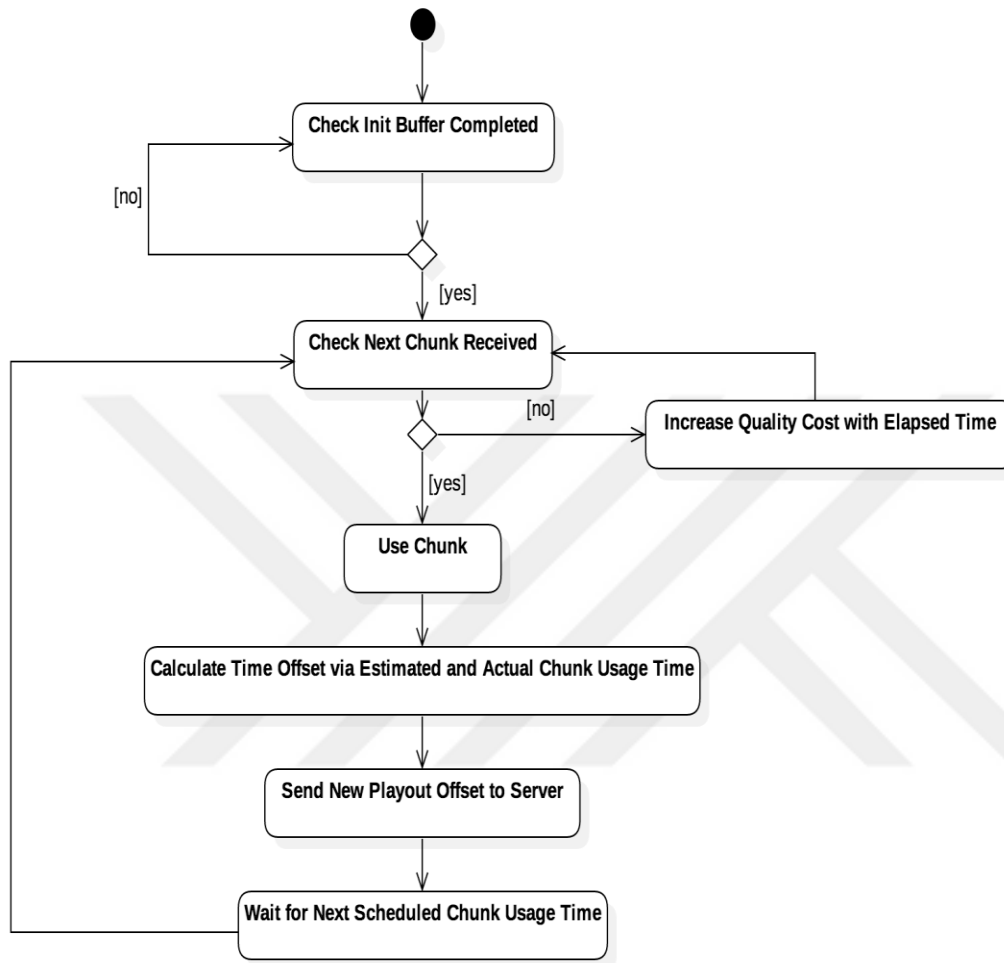 Check Init Buffer Completed
[no]
[yes]
Check Next Chunk Received
[no]
Increase Quality Cost with Elapsed Time
[yes]
Use Chunk
Calculate Time Offset via Estimated and Actual Chunk Usage Time
Send New Playout Offset to Server
Wait for Next Scheduled Chunk Usage Time